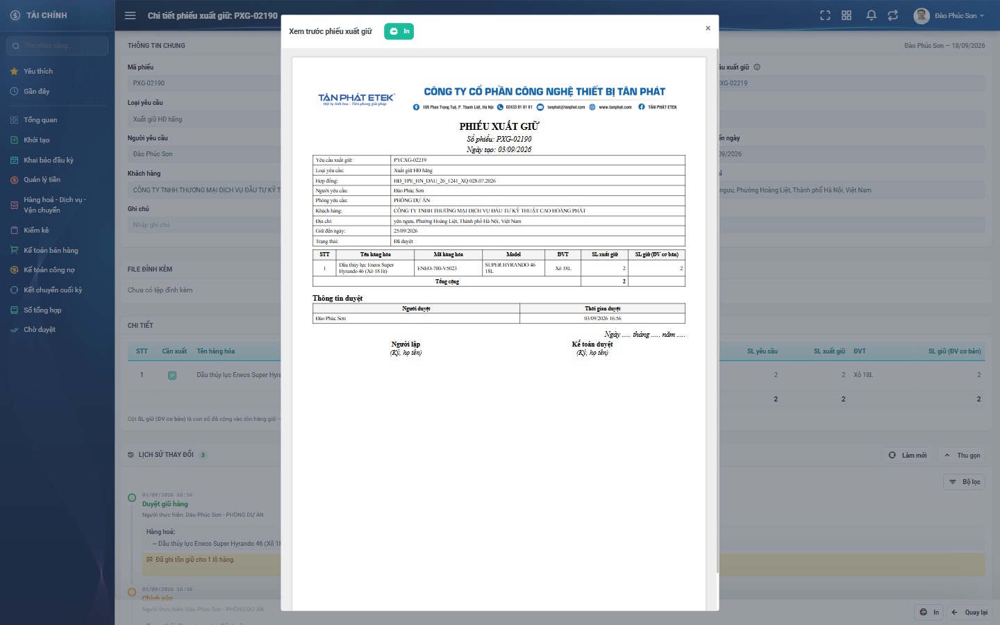 TÀI CHÍNH
Chi tiết phiếu xuất giữ: PXG-02190
Đào Phúc Sơn
Tìm chức năng...
Yêu thích
Gần đây
Tổng quan
Khởi tạo
Khai báo đầu kỳ
Quản lý tiền
Hàng hoá - Dịch vụ -
Vận chuyển
Kiểm kê
Kế toán bán hàng
Kế toán công nợ
Kết chuyển cuối kỳ
Sổ tổng hợp
Chờ duyệt
THÔNG TIN CHUNG
Đào Phúc Sơn — 18/09/2026
Mã phiếu
PXG-02190
Loại yêu cầu
Xuất giữ HĐ hãng
Người yêu cầu
Đào Phúc Sơn
Khách hàng
CÔNG TY TNHH THƯƠNG MẠI DỊCH VỤ ĐẦU TƯ KỸ T
Ghi chú
Nhập ghi chú
xuất giữ
XG-02219
ngày
09/2026
ngưu, Phường Hoàng Liệt, Thành phố Hà Nội, Việt Nam
FILE ĐÍNH KÈM
Chưa có tệp đính kèm
CHI TIẾT
STT Cần xuất Tên hàng hóa SL yêu cầu SL xuất giữ ĐVT SL giữ (ĐV cơ bản)
1 Dầu thủy lực Eneos Super Hyra 2 2 Xô 18L 2
2 2 2
Cột SL giữ (ĐV cơ bản) là con số đã cộng vào tồn hàng giữ –
LỊCH SỬ THAY ĐỔI 3
Làm mới
Thu gọn
Bộ lọc
03/09/2026 16:56
Duyệt giữ hàng
Người thực hiện: Đào Phúc Sơn - PHÒNG DỰ ÁN
Hàng hoá:
~ Dầu thủy lực Eneos Super Hyrando 46 (Xô 18
Đã ghi tồn giữ cho 1 lô hàng.
03/09/2026 16:56
Chỉnh sửa
Người thực hiện: Đào Phúc Sơn - PHÒNG DỰ ÁN
In
Quay lại
Xem trước phiếu xuất giữ
In
×
TÂN PHÁT ETEK®
Hội tụ tinh hoa - Tiên phong giải pháp
CÔNG TY CỔ PHẦN CÔNG NGHỆ THIẾT BỊ TÂN PHÁT
189 Phan Trọng Tuệ, P. Thanh Liệt, Hà Nội 02433 91 61 61 tanphat@tanphat.com www.tanphat.com TÂN PHÁT ETEK
PHIẾU XUẤT GIỮ
Số phiếu: PXG-02190
Ngày tạo: 03/09/2026
Yêu cầu xuất giữ: PYCXG-02219
Loại yêu cầu: Xuất giữ HĐ hãng
Hợp đồng: HĐ_TPE_HN_DAU_26_1241_XQ 028.07.2026
Người yêu cầu: Đào Phúc Sơn
Phòng yêu cầu: PHÒNG DỰ ÁN
Khách hàng: CÔNG TY TNHH THƯƠNG MẠI DỊCH VỤ ĐẦU TƯ KỸ THUẬT CAO HOÀNG PHÁT
Địa chỉ: yên ngưu, Phường Hoàng Liệt, Thành phố Hà Nội, Việt Nam
Giữ đến ngày: 25/09/2026
Trạng thái: Đã duyệt
STT Tên hàng hóa Mã hàng hóa Model ĐVT SL xuất giữ SL giữ (ĐV cơ bản)
1 Dầu thủy lực Eneos Super Hyrando 46 (Xô 18 lít) ENEO-700-V5023 SUPER HYRANDO 46 18L Xô 18L 2 2
Tổng cộng 2
Thông tin duyệt
Người duyệt Thời gian duyệt
Đào Phúc Sơn 03/09/2026 16:56
Ngày ..... tháng ..... năm .....
Người lập Kế toán duyệt
(Ký, họ tên) (Ký, họ tên)